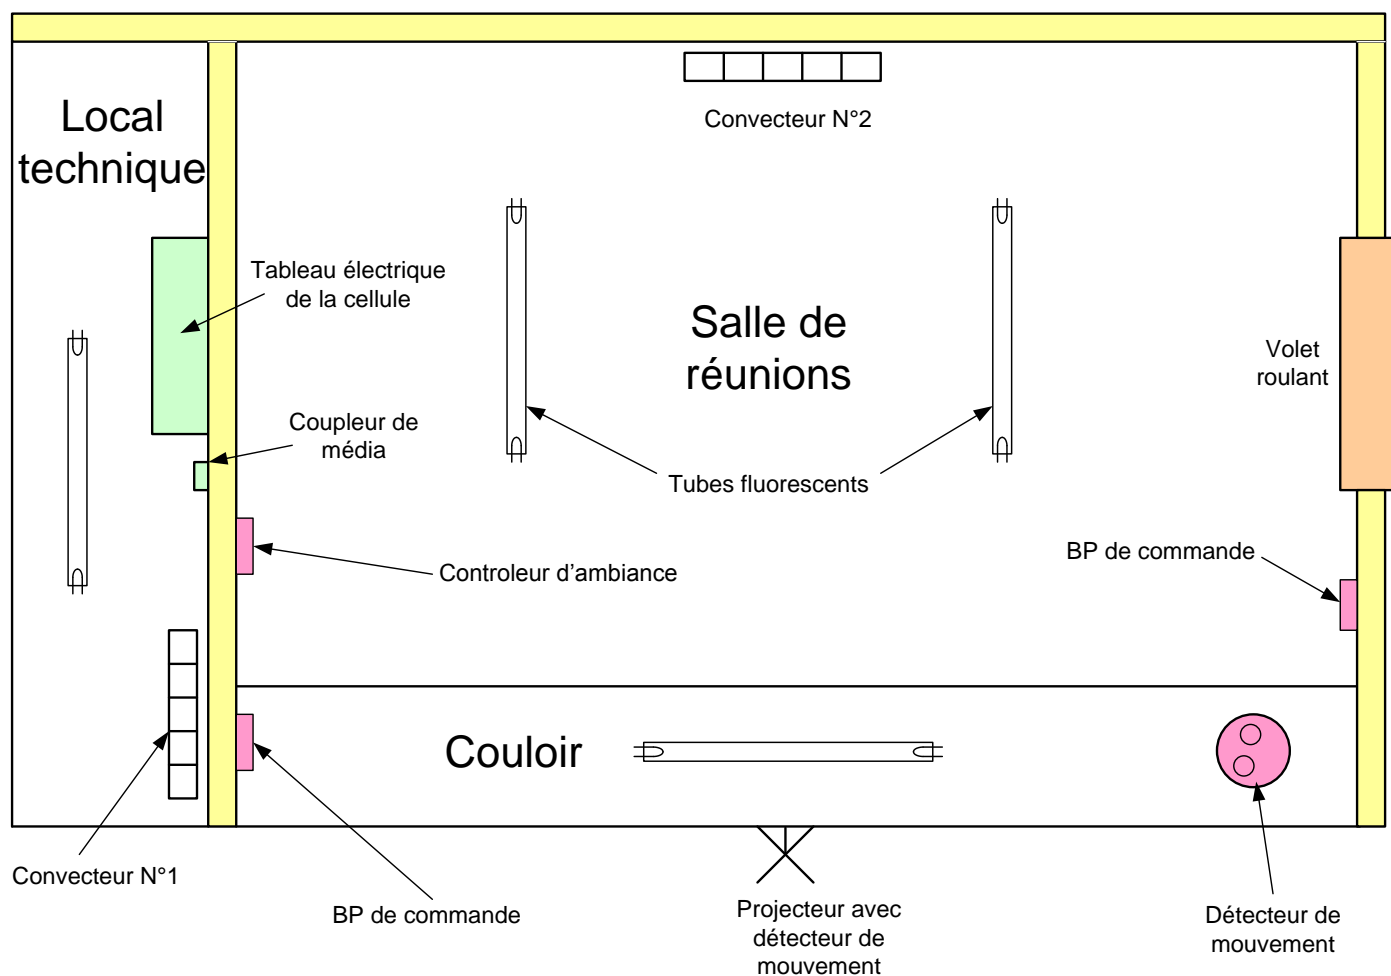 Local
technique
Convecteur N°2
Tableau électrique
de la cellule
Salle de
réunions
Volet
roulant
Coupleur de
média
Tubes fluorescents
BP de commande
Controleur d'ambiance
Couloir
Convecteur N°1
BP de commande
Projecteur avec
détecteur de
mouvement
Détecteur de
mouvement